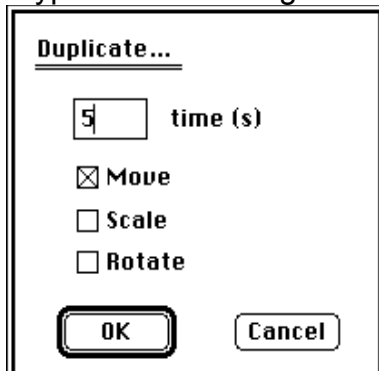 Duplicate...
5 time (s)
Move
Scale
Rotate
OK Cancel